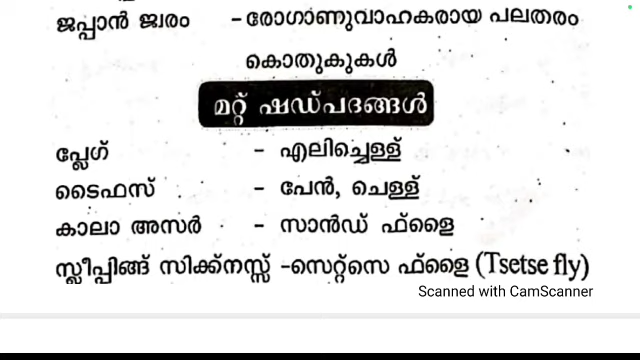 ജപ്പാൻ ജ്വരം - രോഗാണുവാഹകരായ പലതരം
കൊതുകുകൾ
മറ്റ് ഷഡ്പദങ്ങൾ
പ്ലേഗ് - എലിച്ചെള്ള്
ടൈഫസ് - പേൻ, ചെള്ള്
കാലാ അസർ - സാൻഡ് ഫ്ളൈ
സ്ലീപ്പിങ്ങ് സിക്ക്നസ്സ് -സെറ്റ്സെ ഫ്ളൈ (Tsetse fly)
Scanned with CamScanner